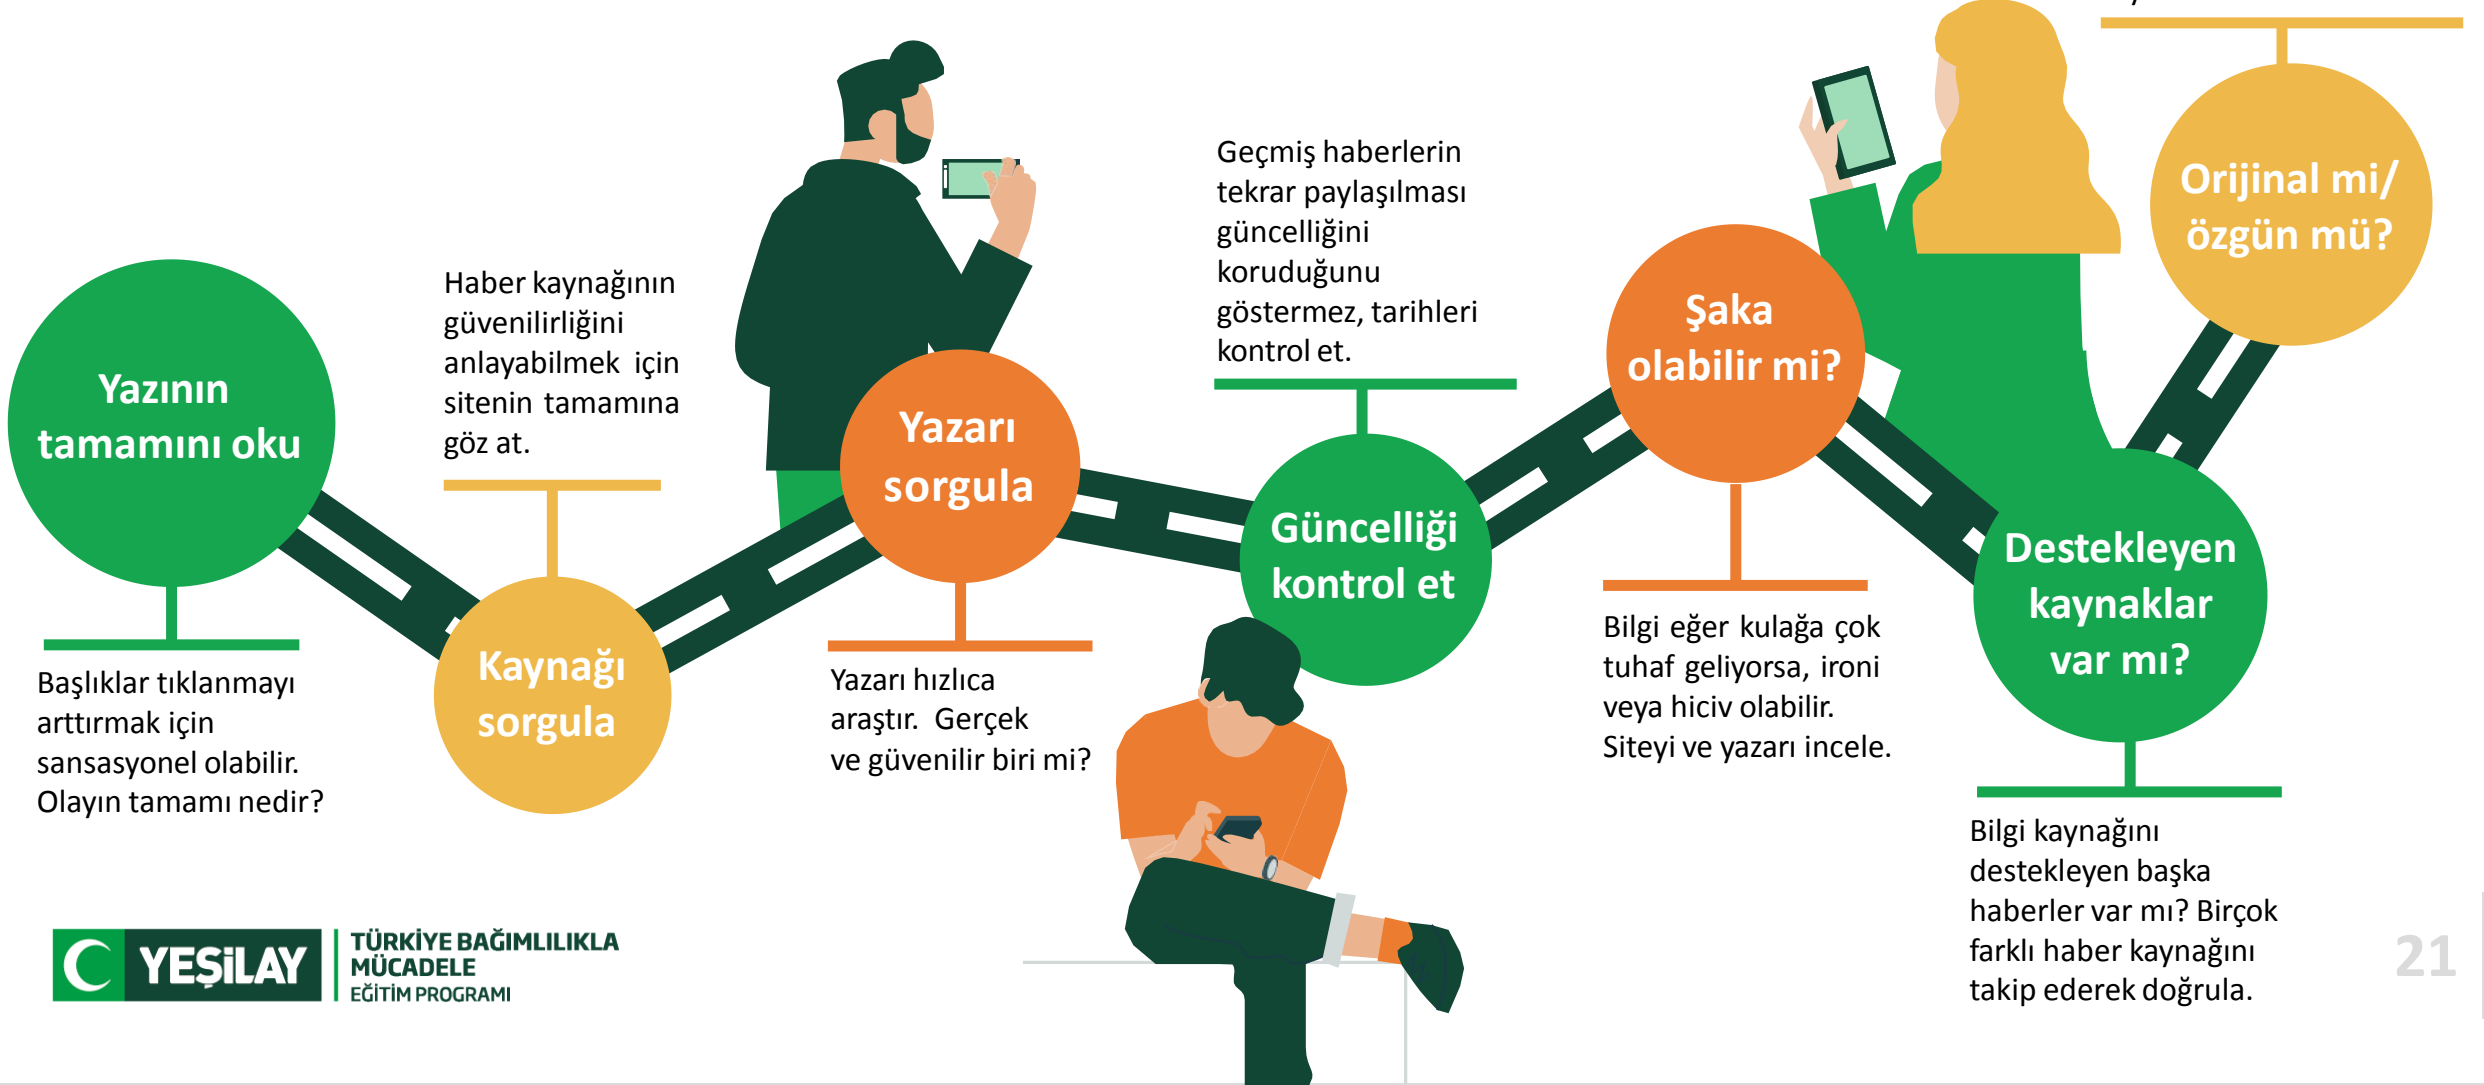 Yazının
tamamını oku
Başlıklar tıklanmayı
arttırmak için
sansasyonel olabilir.
Olayın tamamı nedir?
Haber kaynağının
güvenilirliğini
anlayabilmek için
sitenin tamamına
göz at.
Kaynağı
sorgula
Yazarı
sorgula
Yazarı hızlıca
araştır. Gerçek
ve güvenilir biri mi?
Geçmiş haberlerin
tekrar paylaşılması
güncelliğini
koruduğunu
göstermez, tarihleri
kontrol et.
Güncelliği
kontrol et
Şaka
olabilir mi?
Bilgi eğer kulağa çok
tuhaf geliyorsa, ironi
veya hiciv olabilir.
Siteyi ve yazarı incele.
Destekleyen
kaynaklar
var mı?
Bilgi kaynağını
destekleyen başka
haberler var mı? Birçok
farklı haber kaynağını
takip ederek doğrula.
Orijinal mi/
özgün mü?
YEŞİLAY
TÜRKİYE BAĞIMLILIKLA
MÜCADELE
EĞİTİM PROGRAMI
21